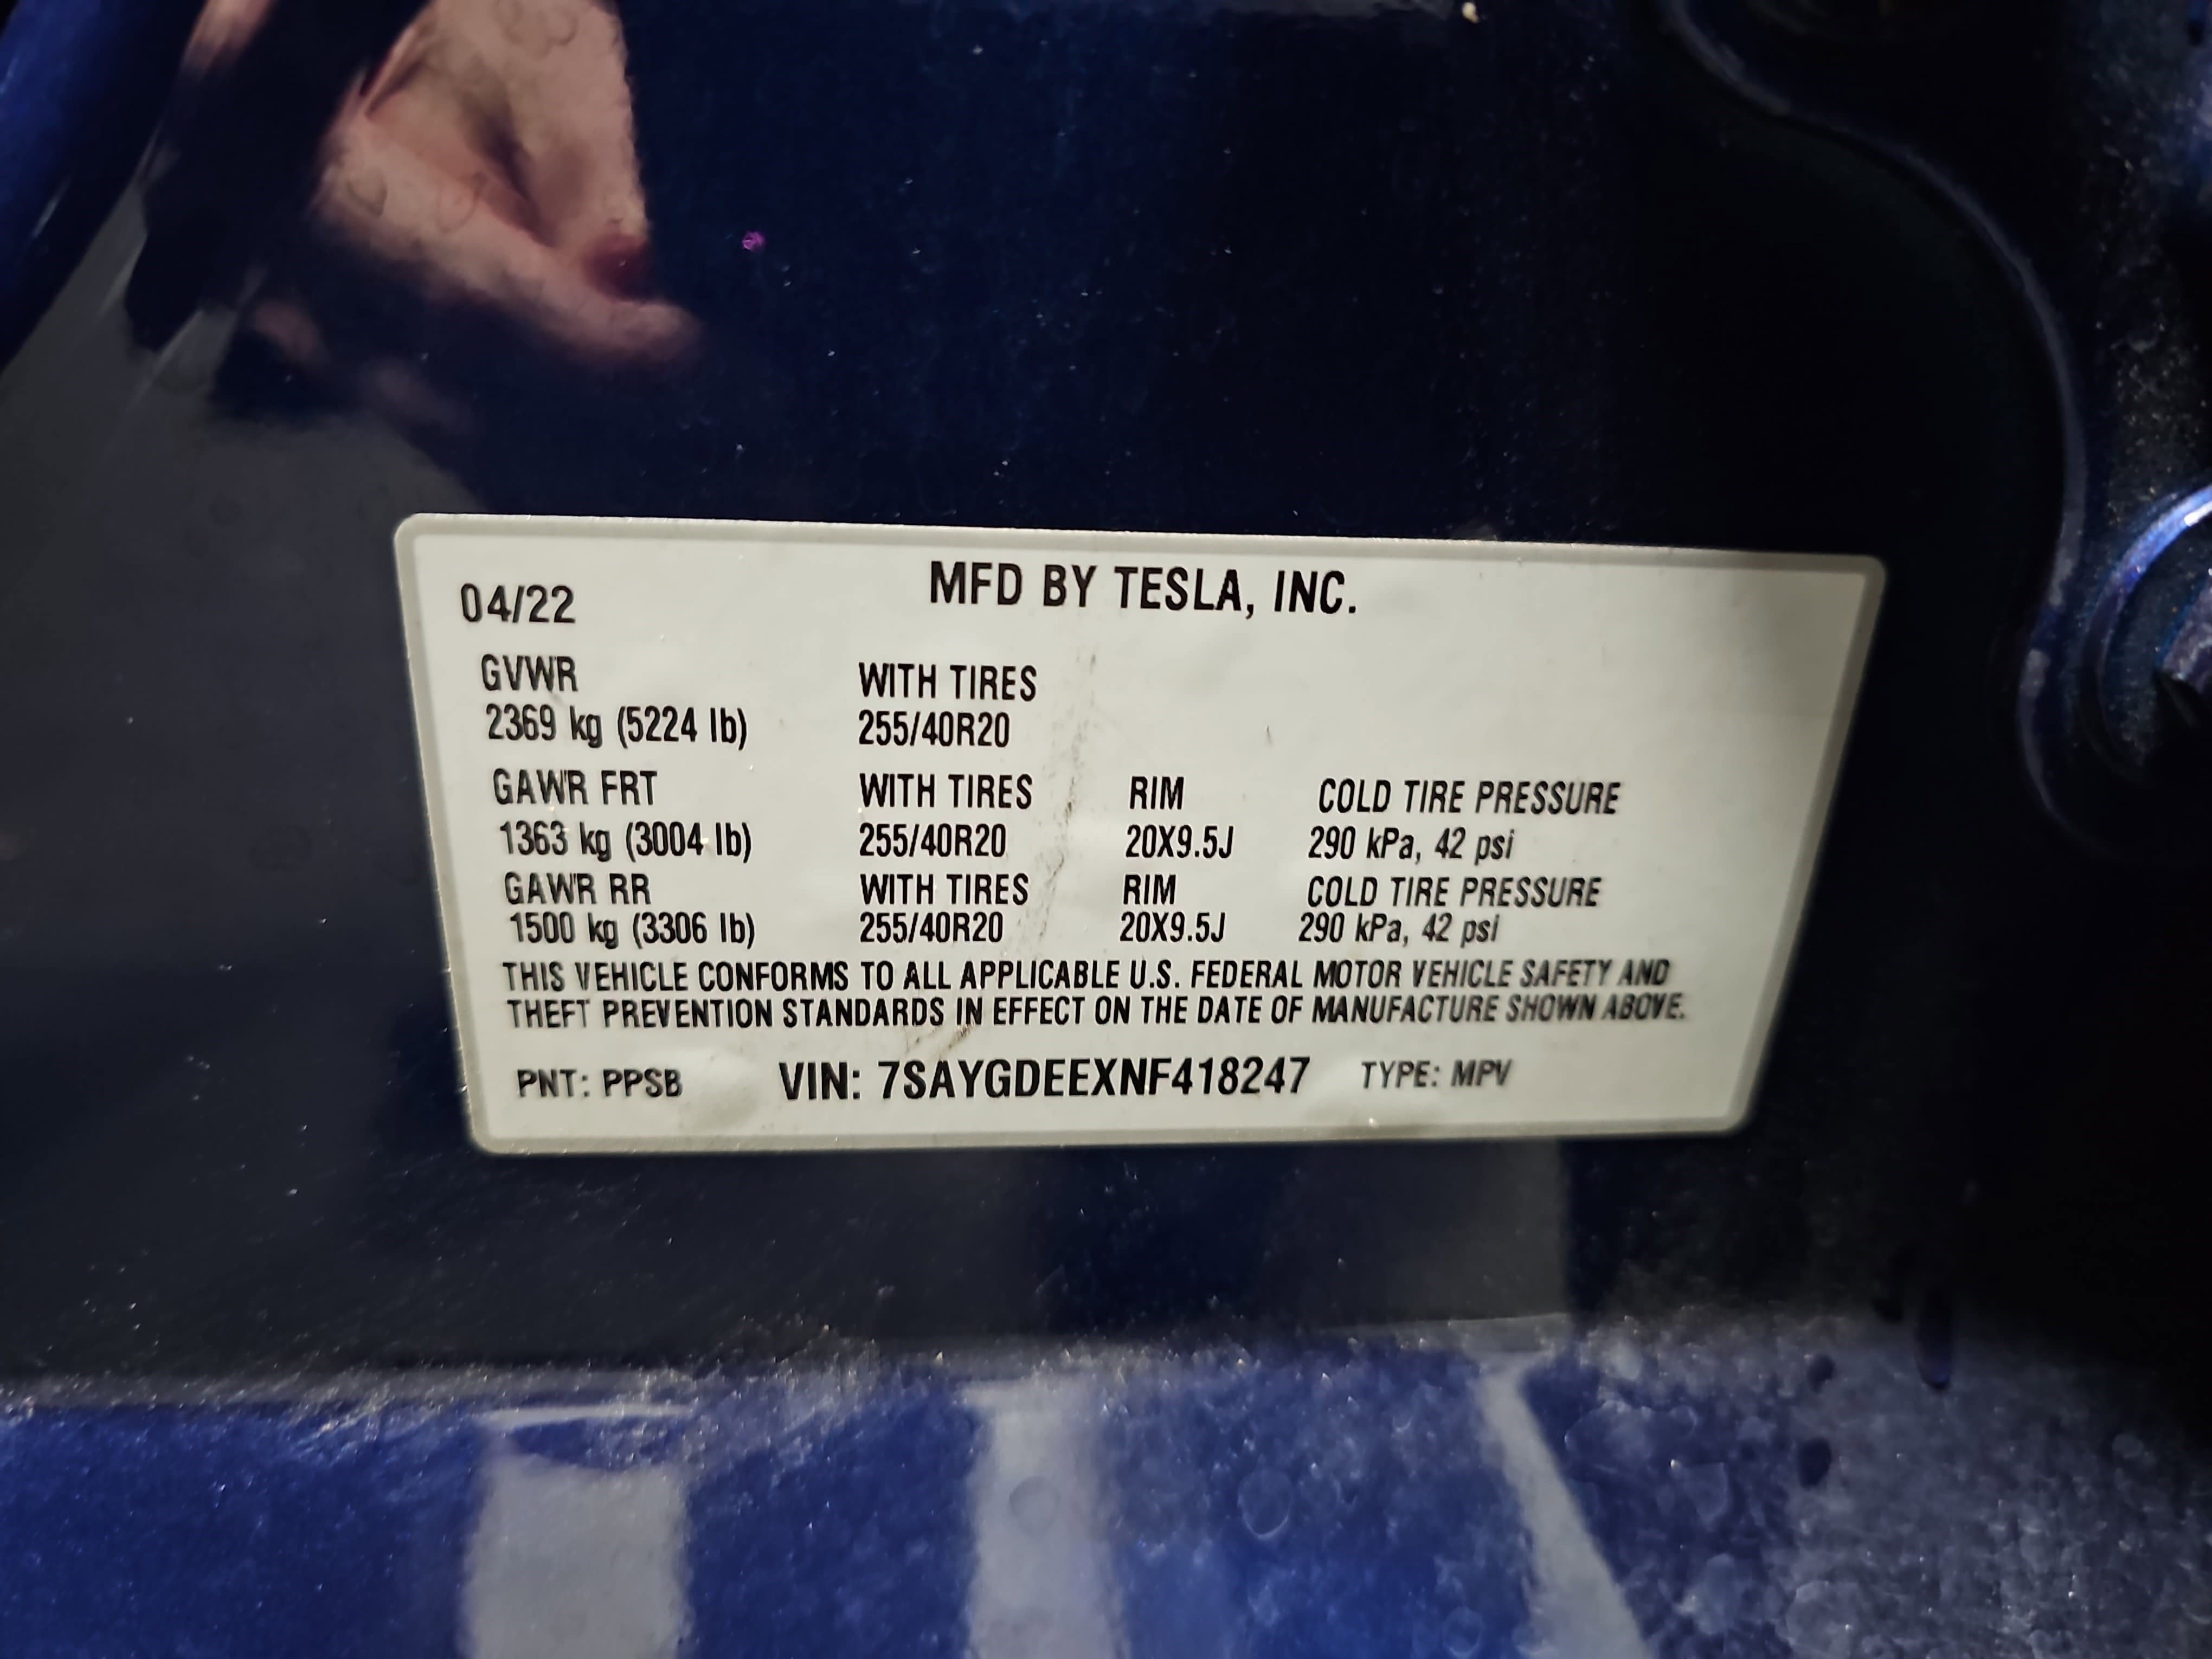 04/22 MFD BY TESLA, INC.
GVWR WITH TIRES
2369 kg (5224 lb) 255/40R20
GAWR FRT WITH TIRES RIM COLD TIRE PRESSURE
1363 kg (3004 lb) 255/40R20 20X9.5J 290 kPa, 42 psi
GAWR RR WITH TIRES RIM COLD TIRE PRESSURE
1500 kg (3306 lb) 255/40R20 20X9.5J 290 kPa, 42 psi
THIS VEHICLE CONFORMS TO ALL APPLICABLE U.S. FEDERAL MOTOR VEHICLE SAFETY AND
THEFT PREVENTION STANDARDS IN EFFECT ON THE DATE OF MANUFACTURE SHOWN ABOVE.
PNT: PPSB VIN: 7SAYGDEEXNF418247 TYPE: MPV